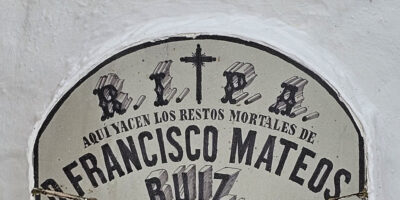 R.I.P.A.
AQUI YACEN LOS RESTOS MORTALES DE
D FRANCISCO MATEOS
RUIZ